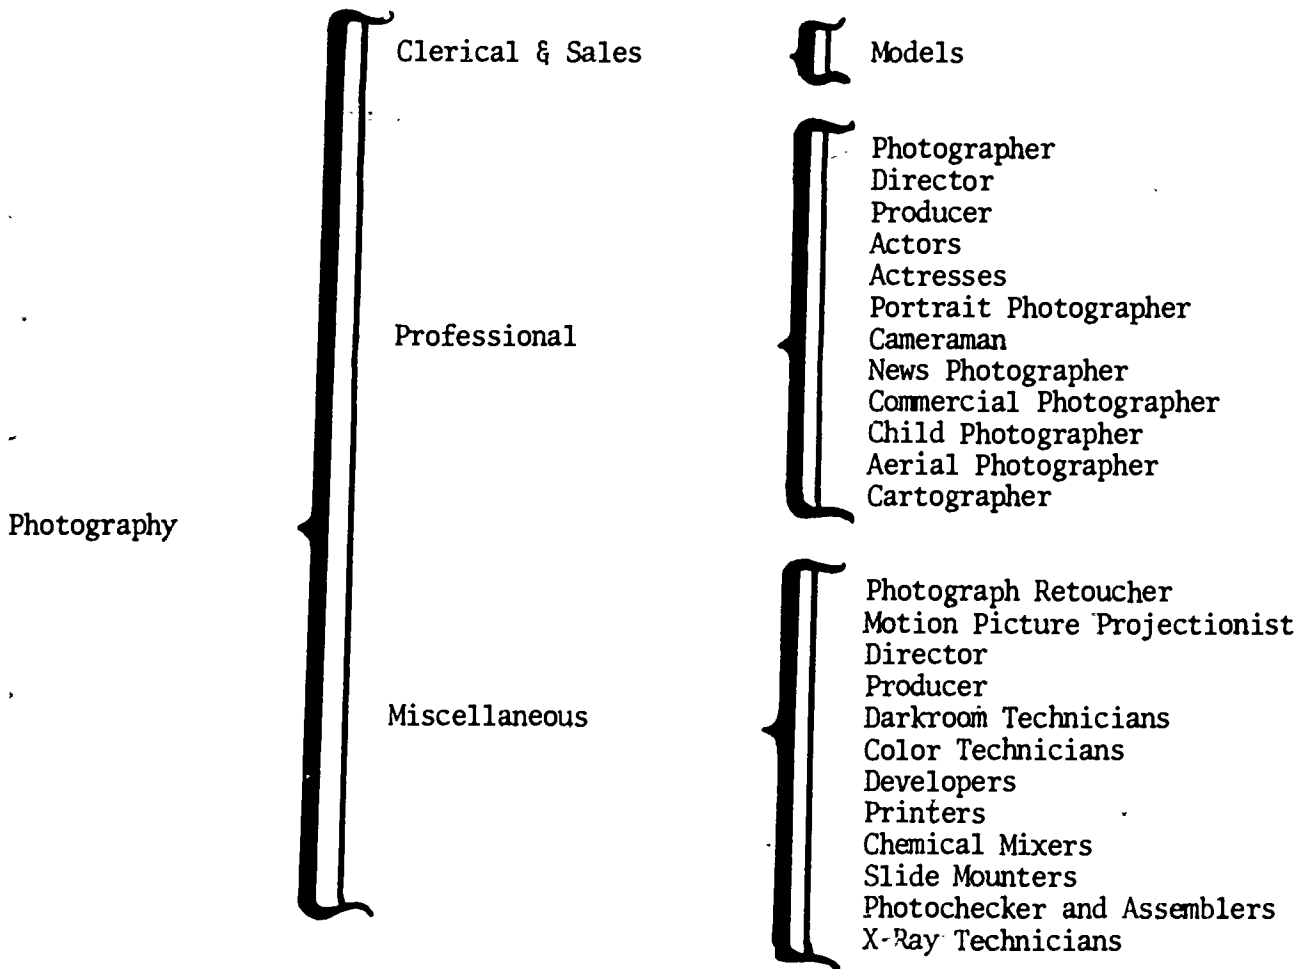 Clerical & Sales
Models
Photographer
Director
Producer
Actors
Actresses
Portrait Photographer
Professional
Cameraman
News Photographer
Commercial Photographer
Child Photographer
Aerial Photographer
Cartographer
Photography
Photograph Retoucher
Motion Picture Projectionist
Director
Producer
Miscellaneous
Darkroom Technicians
Color Technicians
Developers
Printers
Chemical Mixers
Slide Mounters
Photochecker and Assemblers
X-Ray Technicians